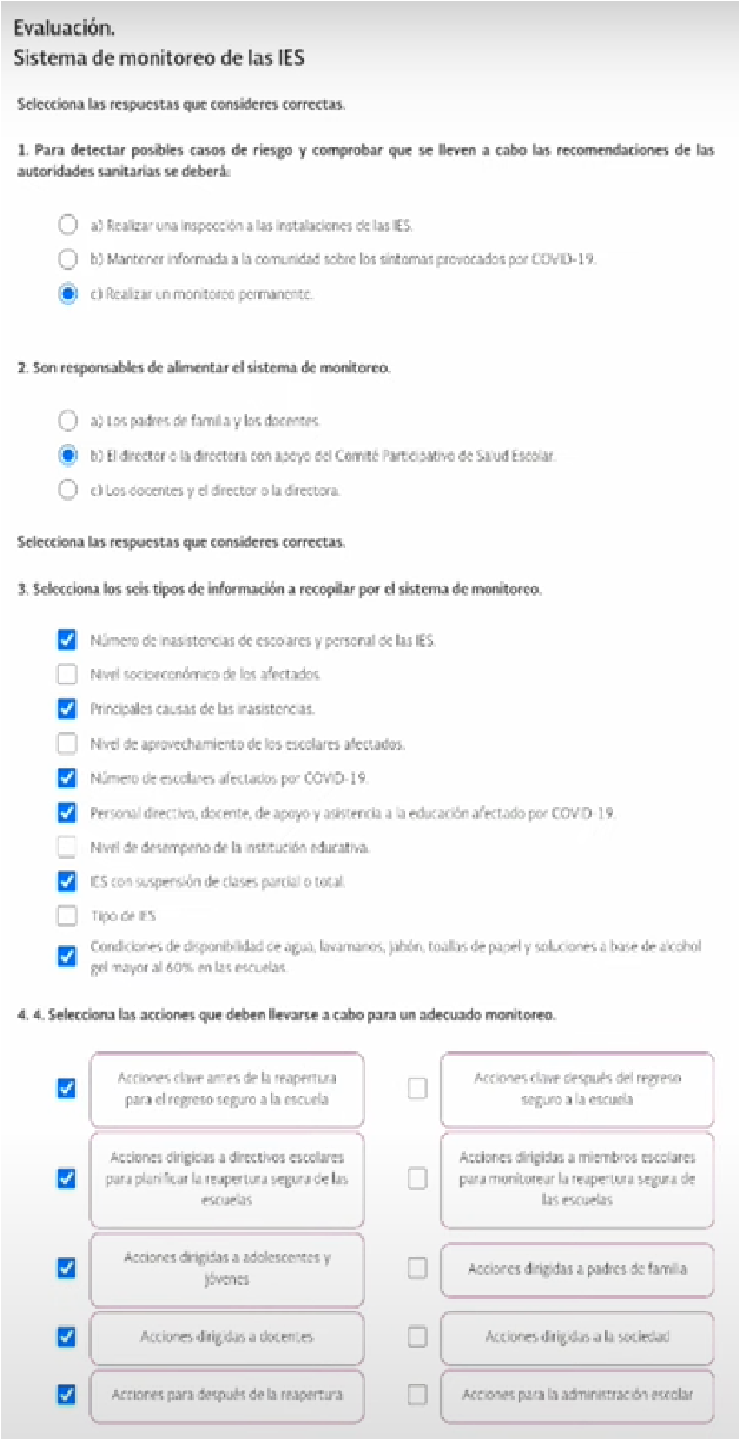 Evaluación.
Sistema de monitoreo de las IES
Selecciona las respuestas que consideres correctas.
1. Para detectar posibles casos de riesgo y comprobar que se lleven a cabo las recomendaciones de las
autoridades sanitarias se deberá:
a) Realizar una inspección a las instalaciones de las IES.
b) Mantener informada a la comunidad sobre los síntomas provocados por COVID-19.
c) Realizar un monitoreo permanente.
2. Son responsables de alimentar el sistema de monitoreo.
a) Los padres de familia y los docentes.
b) El director o la directora con apoyo del Comité Participativo de Salud Escolar.
c) Los docentes y el director o la directora.
Selecciona las respuestas que consideres correctas.
3. Selecciona los seis tipos de información a recopilar por el sistema de monitoreo.
Número de inasistencias de escolares y personal de las IES.
Nivel socioeconómico de los afectados.
Principales causas de las inasistencias.
Nivel de aprovechamiento de los escolares afectados.
Número de escolares afectados por COVID-19.
Personal directivo, docente, de apoyo y asistencia a la educación afectado por COVID-19.
Nivel de desempeño de la institución educativa.
IES con suspensión de clases parcial o total.
Tipo de IES
Condiciones de disponibilidad de agua, lavamanos, jabón, toallas de papel y soluciones a base de alcohol
gel mayor al 60% en las escuelas.
4. 4. Selecciona las acciones que deben llevarse a cabo para un adecuado monitoreo.
Acciones clave antes de la reapertura
para el regreso seguro a la escuela
Acciones clave después del regreso
seguro a la escuela
Acciones dirigidas a directivos escolares
para planificar la reapertura segura de las
escuelas
Acciones dirigidas a miembros escolares
para monitorear la reapertura segura de
las escuelas
Acciones dirigidas a adolescentes y
jóvenes
Acciones dirigidas a padres de familia
Acciones dirigidas a docentes
Acciones dirigidas a la sociedad
Acciones para después de la reapertura
Acciones para la administración escolar